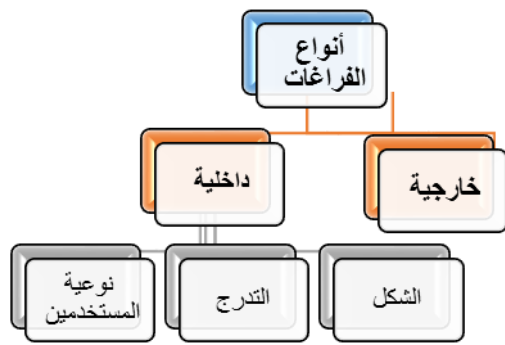 أنواع
الفراغات
خارجية
داخلية
الشكل
التدرج
نوعية
المستخدمين